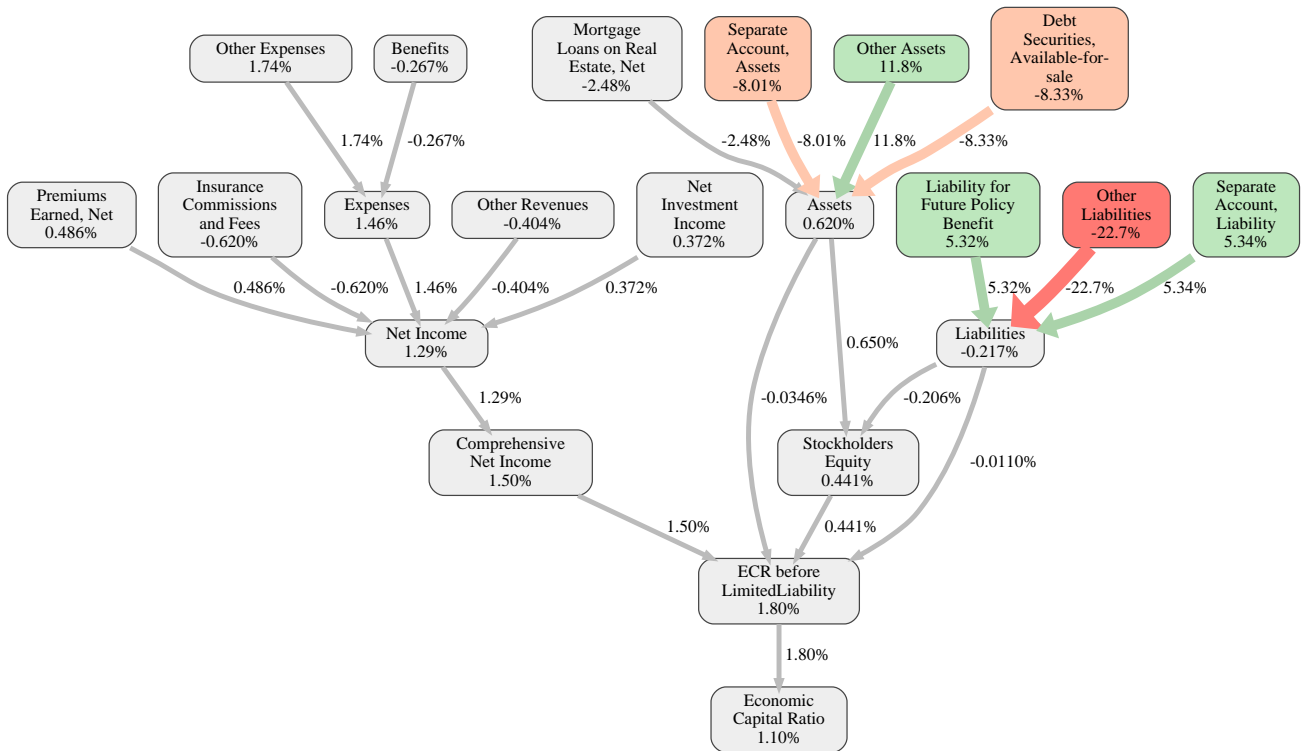 Other Expenses
1.74%
Benefits
-0.267%
Mortgage
Loans on Real
Estate, Net
-2.48%
Separate
Account,
Assets
-8.01%
Other Assets
11.8%
Debt
Securities,
Available-for-
sale
-8.33%
1.74%
-0.267%
-2.48%
-8.01%
11.8%
-8.33%
Premiums
Earned, Net
0.486%
Insurance
Commissions
and Fees
-0.620%
Expenses
1.46%
Other Revenues
-0.404%
Net
Investment
Income
0.372%
Assets
0.620%
Liability for
Future Policy
Benefit
5.32%
Other
Liabilities
-22.7%
Separate
Account,
Liability
5.34%
0.486%
-0.620%
1.46%
-0.404%
0.372%
5.32%
-22.7%
5.34%
Net Income
1.29%
0.650%
Liabilities
-0.217%
1.29%
-0.0346%
-0.206%
Comprehensive
Net Income
1.50%
Stockholders
Equity
0.441%
-0.0110%
1.50%
0.441%
ECR before
LimitedLiability
1.80%
1.80%
Economic
Capital Ratio
1.10%